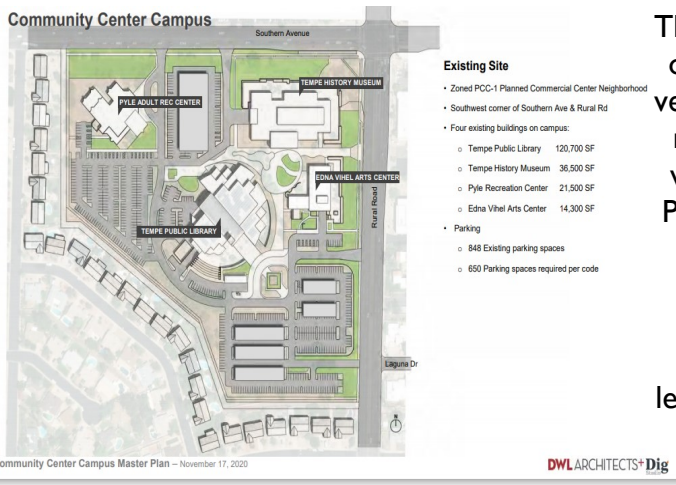 Community Center Campus
Southern Avenue
TEMPE HISTORY MUSEUM
PYLE ADULT REC CENTER
EDNA VIHEL ARTS CENTER
TEMPE PUBLIC LIBRARY
Rural Road
Laguna Dr
N
Existing Site
• Zoned PCC-1 Planned Commercial Center Neighborhood
• Southwest corner of Southern Ave & Rural Rd
• Four existing buildings on campus:
o Tempe Public Library 120,700 SF
o Tempe History Museum 36,500 SF
o Pyle Recreation Center 21,500 SF
o Edna Vihel Arts Center 14,300 SF
• Parking
o 848 Existing parking spaces
o 650 Parking spaces required per code
ommunity Center Campus Master Plan – November 17, 2020
DWL ARCHITECTS+ Dig
Th
ve
P
le